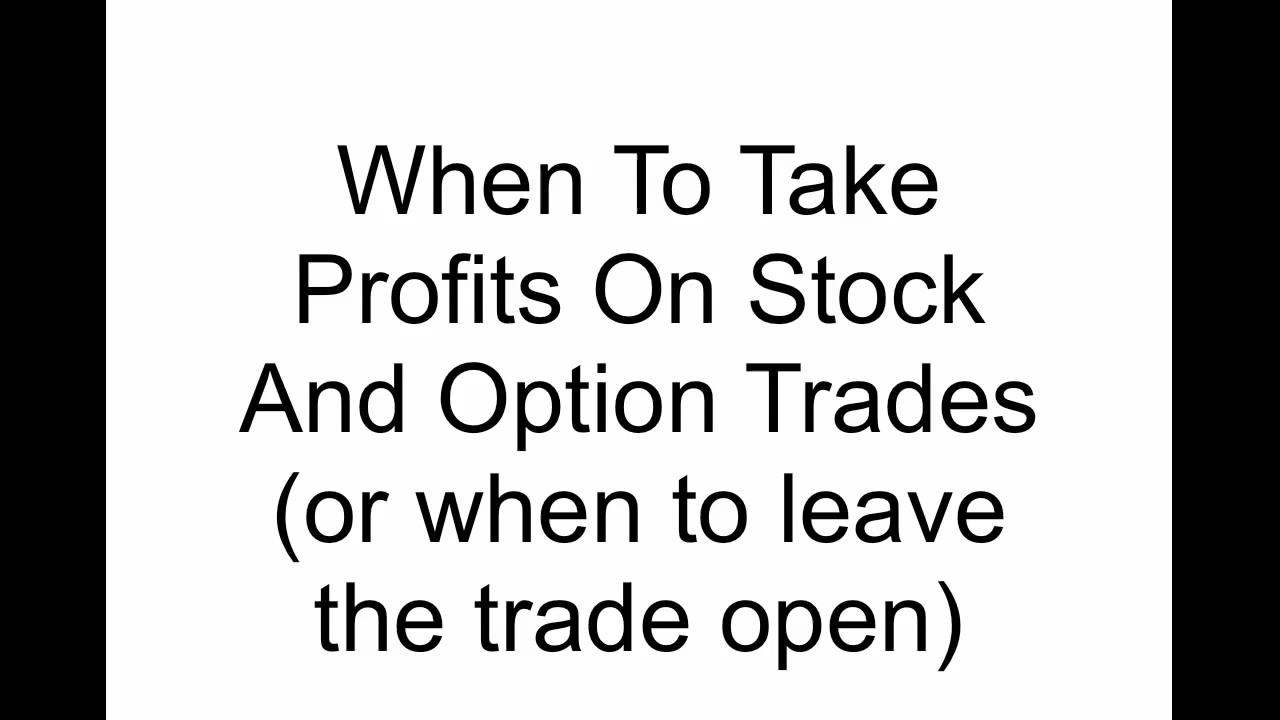 When To Take
Profits On Stock
And Option Trades
(or when to leave
the trade open)